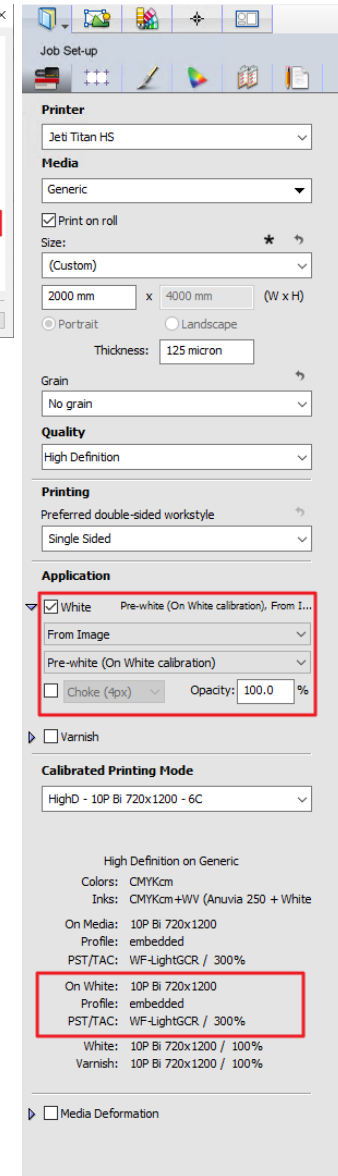 Job Set-up
Printer
Jeti Titan HS
Media
Generic
Print on roll
Size:
(Custom)
2000 mm x 4000 mm (W x H)
Portrait Landscape
Thickness: 125 micron
Grain
No grain
Quality
High Definition
Printing
Preferred double-sided workstyle
Single Sided
Application
White Pre-white (On White calibration), From I...
From Image
Pre-white (On White calibration)
Choke (4px) Opacity: 100.0 %
Varnish
Calibrated Printing Mode
HighD - 10P Bi 720x1200 - 6C
High Definition on Generic
Colors: CMYKcm
Inks: CMYKcm+WV (Anuvia 250 + White
On Media: 10P Bi 720x1200
Profile: embedded
PST/TAC: WF-LightGCR / 300%
On White: 10P Bi 720x1200
Profile: embedded
PST/TAC: WF-LightGCR / 300%
White: 10P Bi 720x1200 / 100%
Varnish: 10P Bi 720x1200 / 100%
Media Deformation